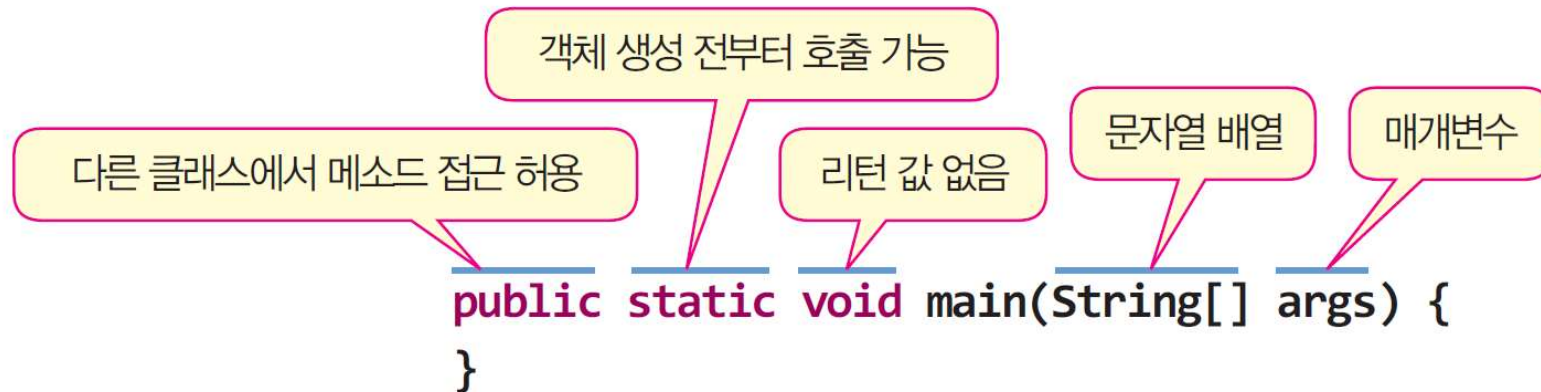 객체 생성 전부터 호출 가능
다른 클래스에서 메소드 접근 허용
리턴 값 없음
문자열 배열
매개변수
public static void main(String[] args) {
}